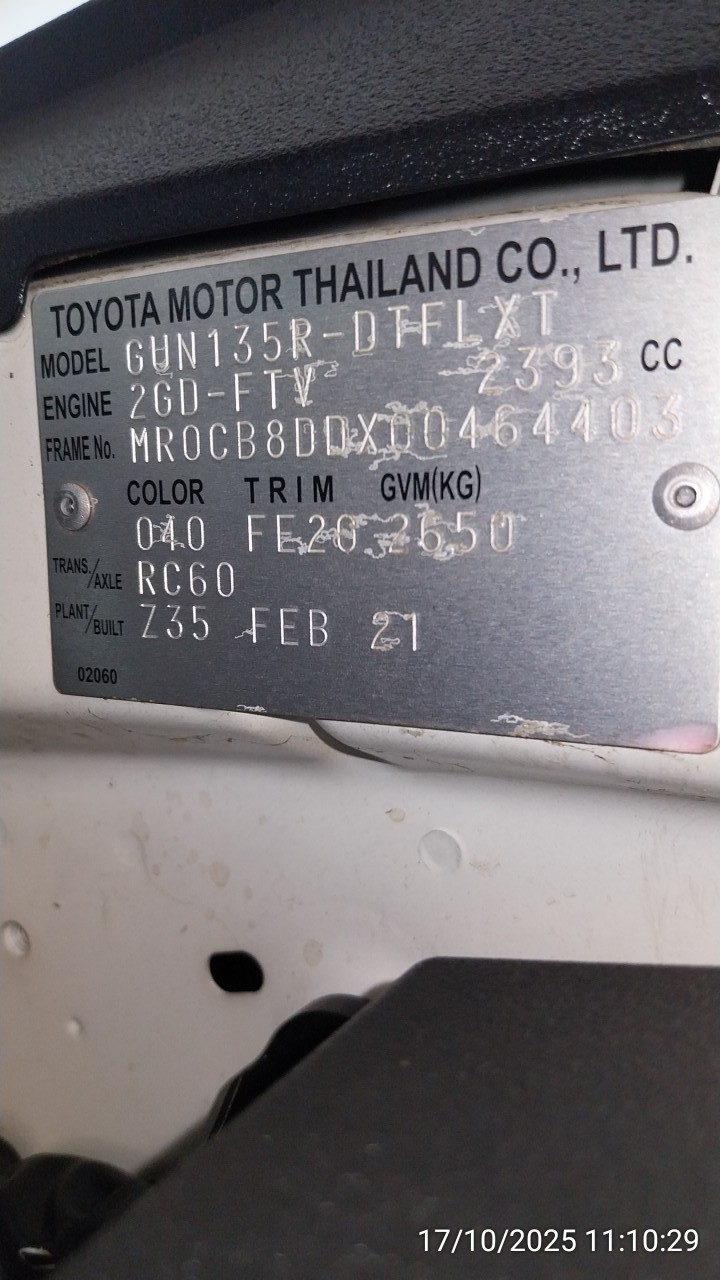 TOYOTA MOTOR THAILAND CO., LTD.
MODEL GUN135R-DTFLXT
ENGINE 2GD-FTV 2393 CC
FRAME No. MR0CB8DDX00464403
COLOR TRIM GVM(KG)
040 FE20 2650
TRANS./AXLE RC60
PLANT/BUILT Z35 FEB 21
02060
17/10/2025 11:10:29